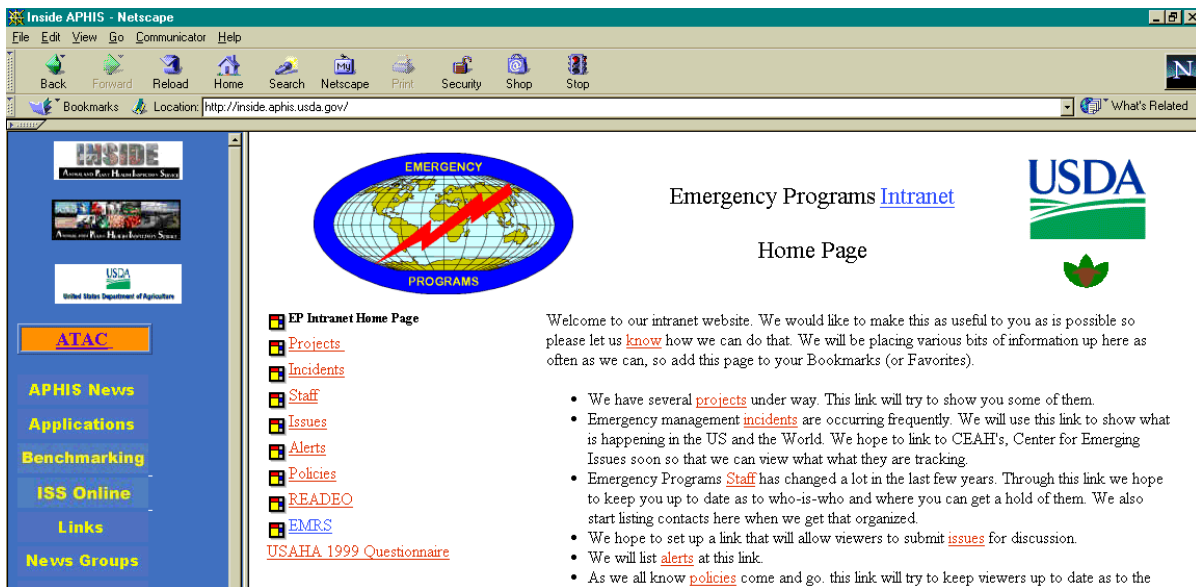 Inside APHIS - Netscape
File Edit View Go Communicator Help
Back Forward Reload Home Search Netscape Print Security Shop Stop
My
N
Bookmarks Location: http://inside.aphis.usda.gov/ What's Related
INSIDE
Animal and Plant Health Inspection Service
Animal and Plant Health Inspection Service
USDA
United States Department of Agriculture
ATAC
APHIS News
Applications
Benchmarking
ISS Online
Links
News Groups
EMERGENCY
PROGRAMS
Emergency Programs Intranet
Home Page
USDA
EP Intranet Home Page
Projects
Incidents
Staff
Issues
Alerts
Policies
READEO
EMRS
USAHA 1999 Questionnaire
Welcome to our intranet website. We would like to make this as useful to you as is possible so
please let us know how we can do that. We will be placing various bits of information up here as
often as we can, so add this page to your Bookmarks (or Favorites).
• We have several projects under way. This link will try to show you some of them.
• Emergency management incidents are occurring frequently. We will use this link to show what
is happening in the US and the World. We hope to link to CEAH's, Center for Emerging
Issues soon so that we can view what what they are tracking.
• Emergency Programs Staff has changed a lot in the last few years. Through this link we hope
to keep you up to date as to who-is-who and where you can get a hold of them. We also
start listing contacts here when we get that organized.
• We hope to set up a link that will allow viewers to submit issues for discussion.
• We will list alerts at this link.
• As we all know policies come and go. this link will try to keep viewers up to date as to the